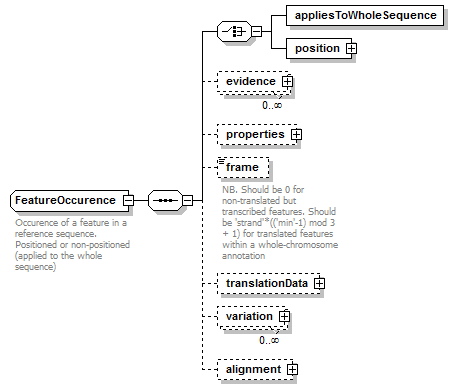 appliesToWholeSequence
position
evidence
0..∞
properties
frame
NB. Should be 0 for
non-translated but
transcribed features. Should
be 'strand'*(('min'-1) mod 3
+ 1) for translated features
within a whole-chromosome
annotation
FeatureOccurence
Occurence of a feature in a
reference sequence.
Positioned or non-positioned
(applied to the whole
sequence)
translationData
variation
0..∞
alignment